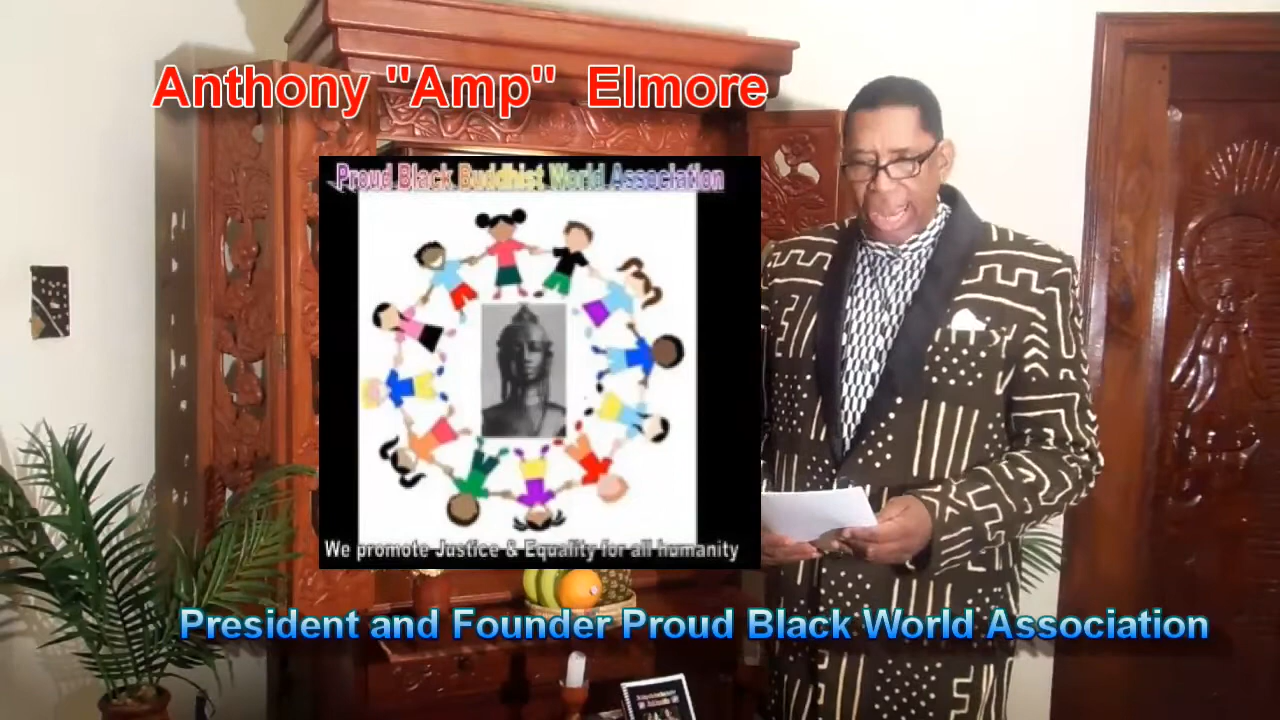 Anthony "Amp" Elmore
Proud Black Buddhist World Association
We promote Justice & Equality for all humanity
President and Founder Proud Black World Association